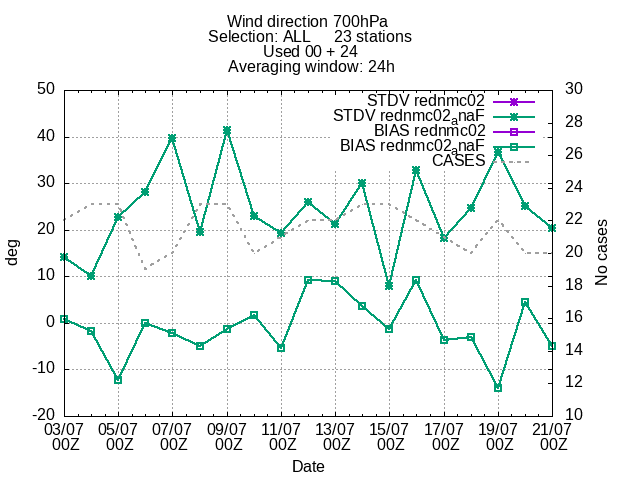 Wind direction 700hPa
Selection: ALL     23 stations
Used 00 + 24
Averaging window: 24h
STDV rednmc02
STDV rednmc02anaF
BIAS rednmc02
BIAS rednmc02anaF
CASES
50
40
30
20
10
0
-10
-20
deg
30
28
26
24
22
20
18
16
14
12
10
No cases
03/07 05/07 07/07 09/07 11/07 13/07 15/07 17/07 19/07 21/07
00Z 00Z 00Z 00Z 00Z 00Z 00Z 00Z 00Z 00Z
Date